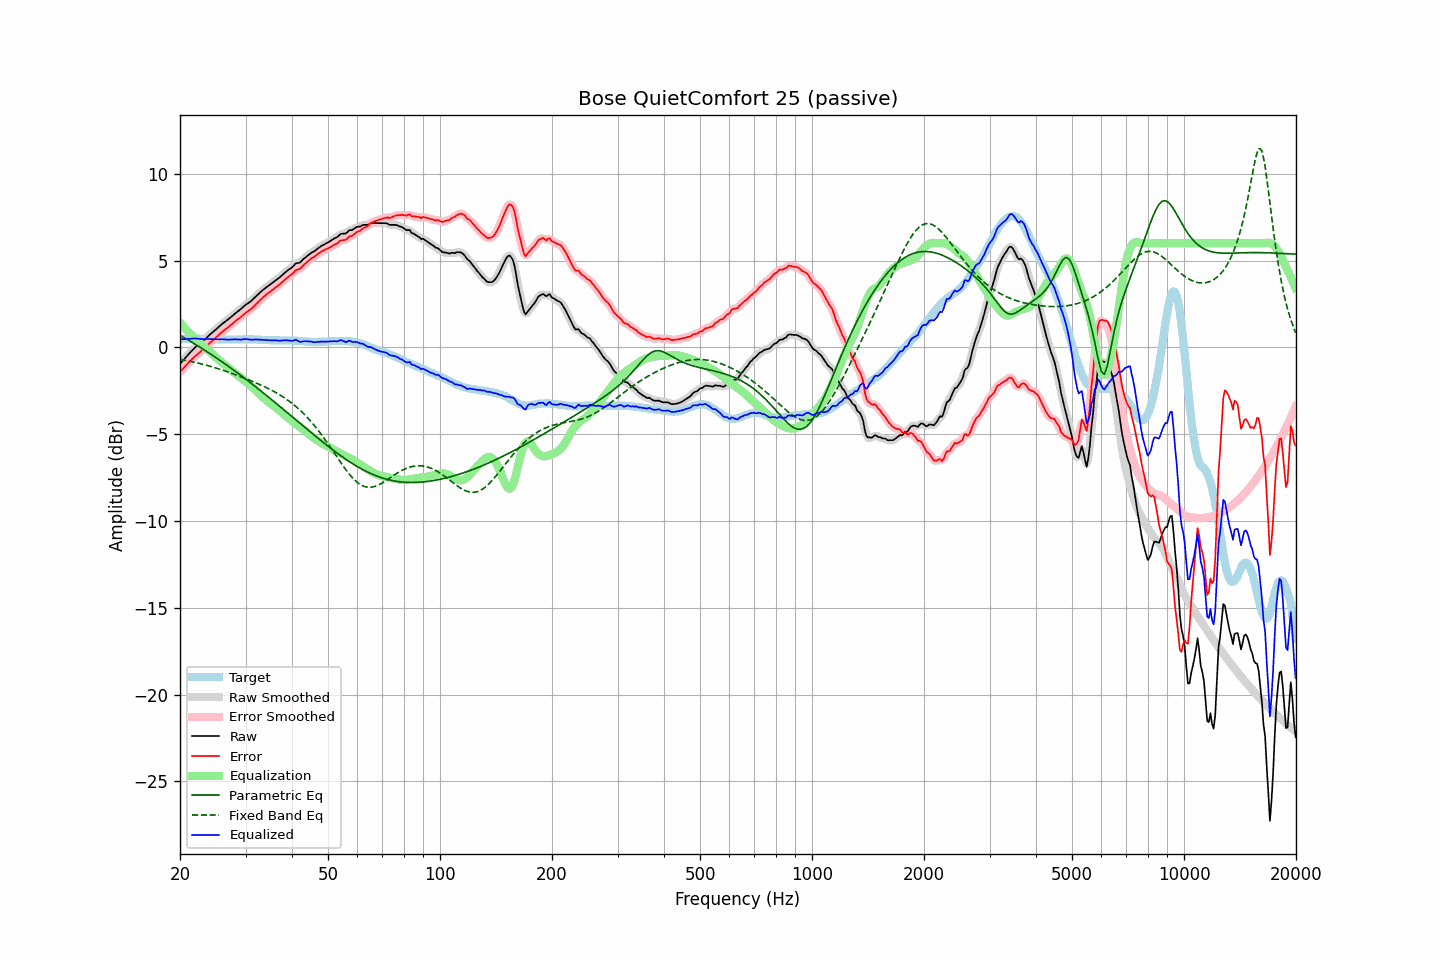 Bose QuietComfort 25 (passive)
Amplitude (dBr)
10
5
0
−5
−10
−15
−20
−25
Target
Raw Smoothed
Error Smoothed
Raw
Error
Equalization
Parametric Eq
Fixed Band Eq
Equalized
20 50 100 200 500 1000 2000 5000 10000 20000
Frequency (Hz)